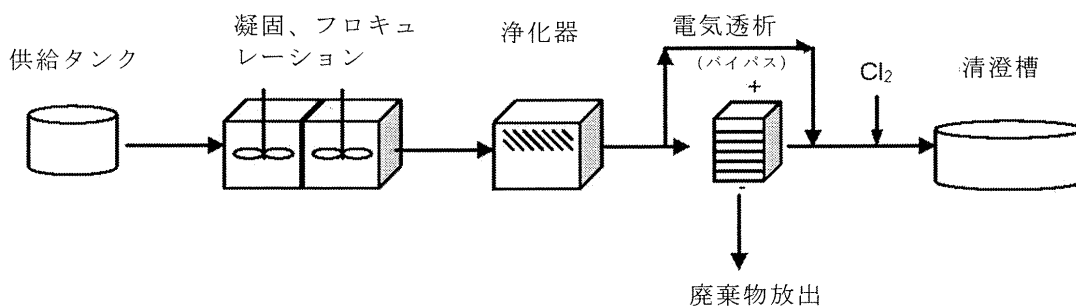 供給タンク
凝固、フロキュ
レーション
浄化器
電気透析
(バイパス)
+
-
Cl₂
清澄槽
廃棄物放出